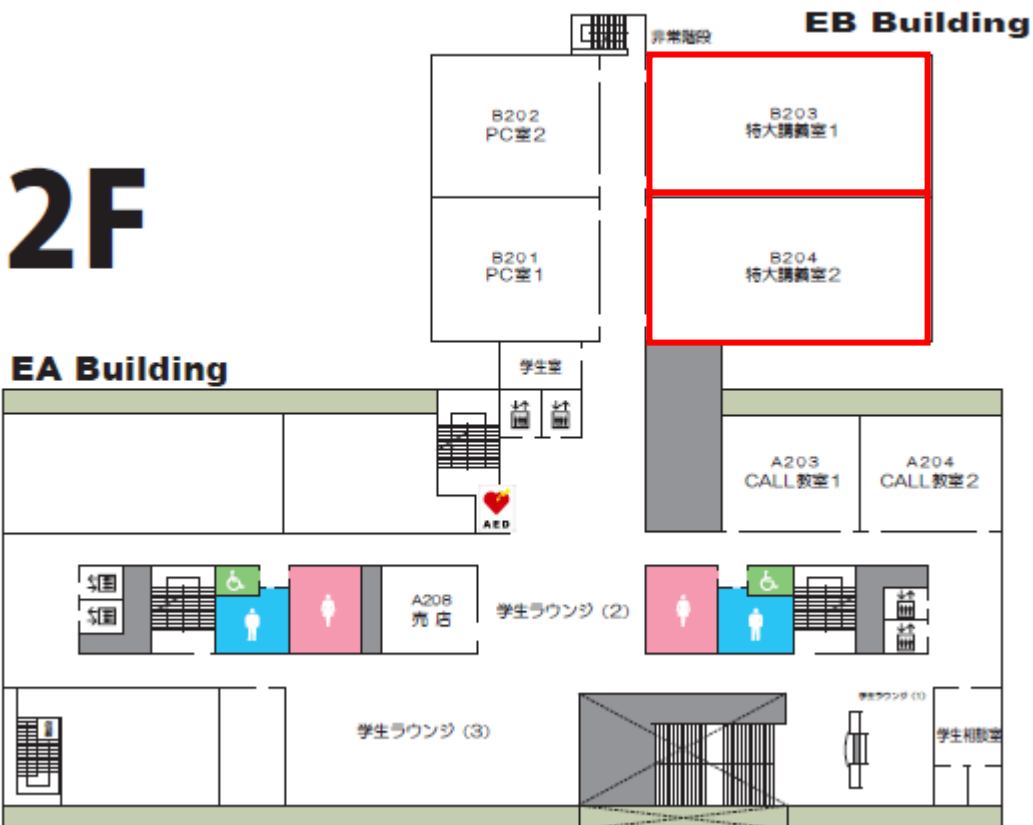 EB Building
非常階段
B202
PC室2
B203
特大講義室1
2F
B201
PC室1
B204
特大講義室2
EA Building
学生室
A203
CALL教室1
A204
CALL教室2
AED
A208
売店
学生ラウンジ (2)
学生ラウンジ (1)
学生ラウンジ (3)
学生相談室